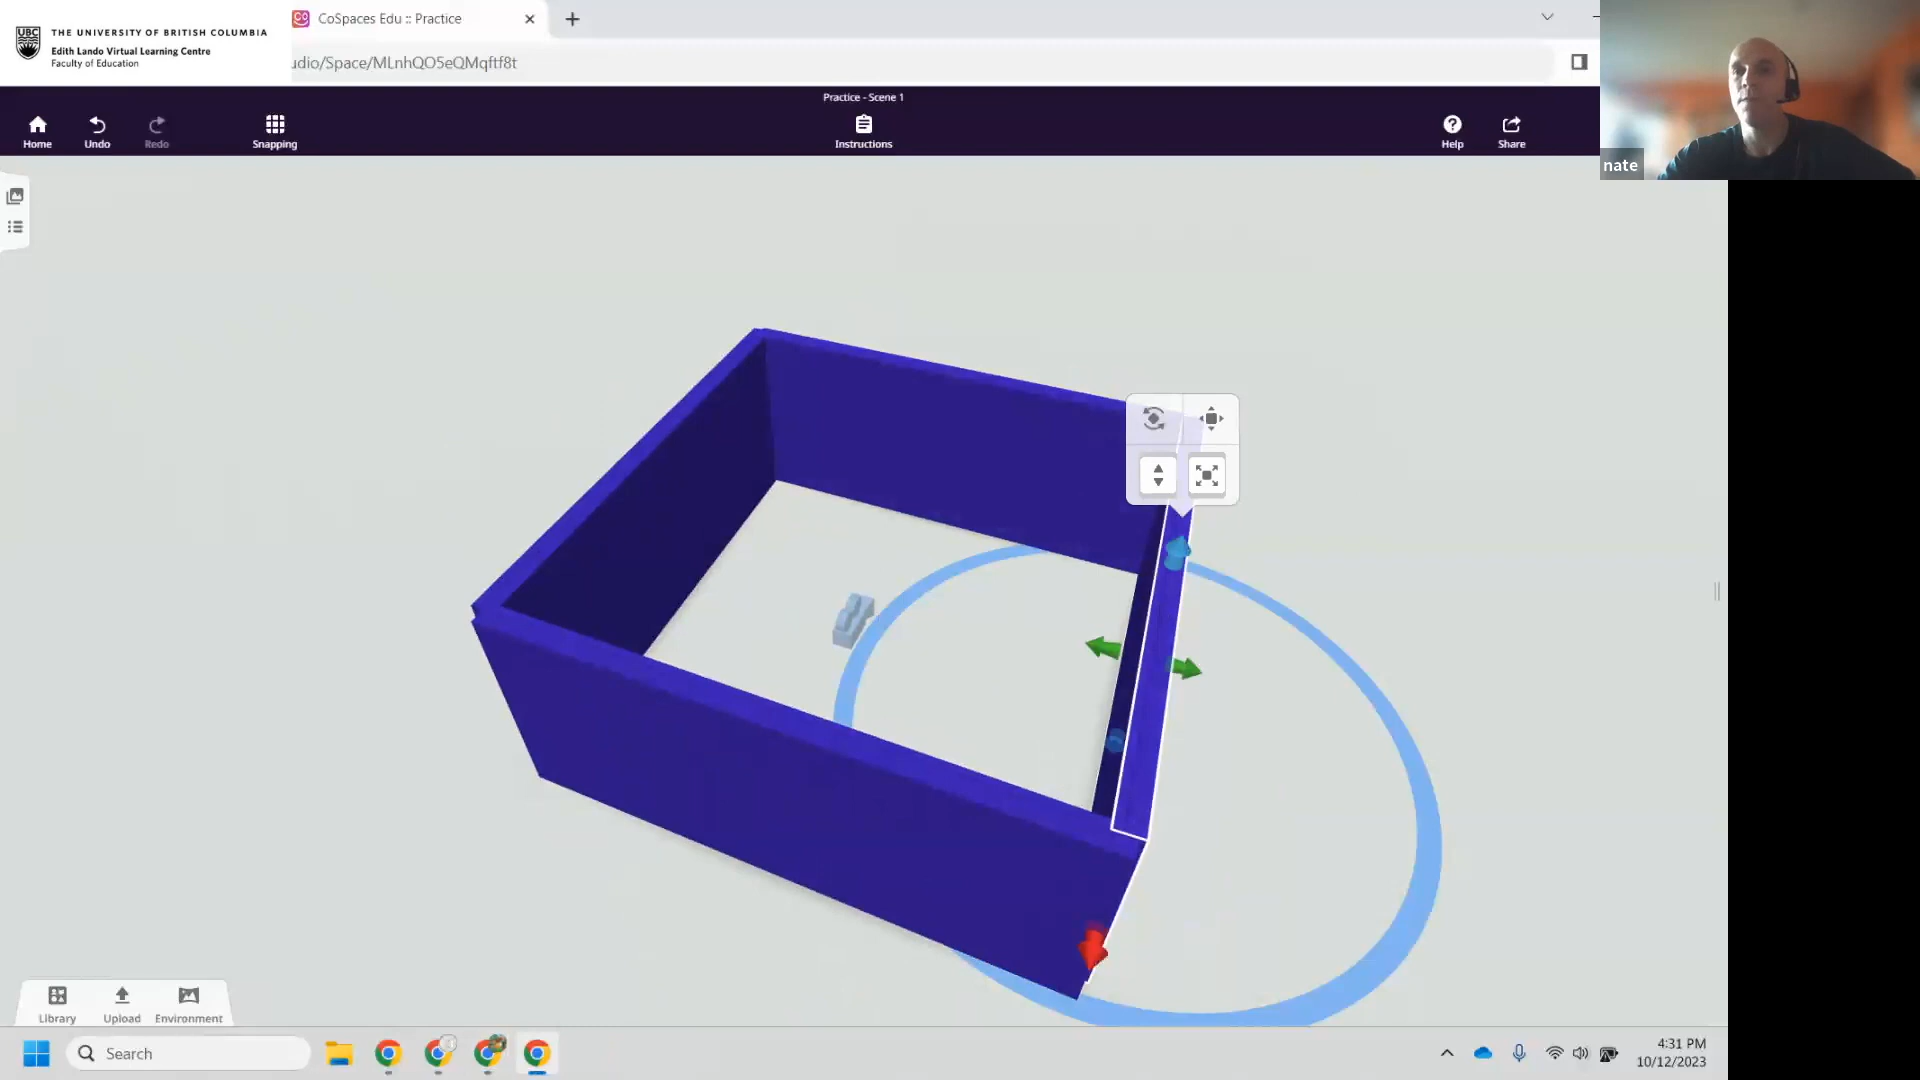 UBC
THE UNIVERSITY OF BRITISH COLUMBIA
Edith Lando Virtual Learning Centre
Faculty of Education
CoSpaces Edu :: Practice
udio/Space/MLnhQO5eQMqftf8t
Practice - Scene 1
Home
Undo
Redo
Snapping
Instructions
Help
Share
nate
Library
Upload
Environment
Search
4:31 PM
10/12/2023